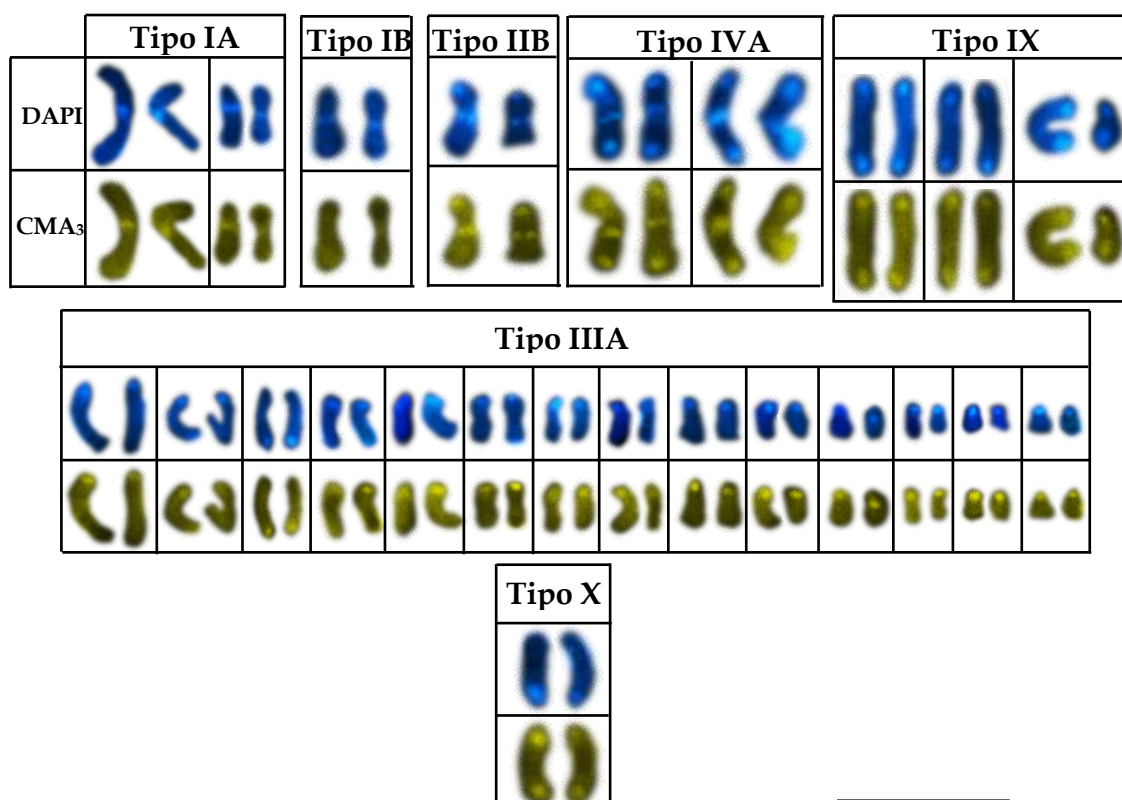 Tipo IA
Tipo IB
Tipo IIB
Tipo IVA
Tipo IX
DAPI
CMA₃
Tipo IIIA
Tipo X